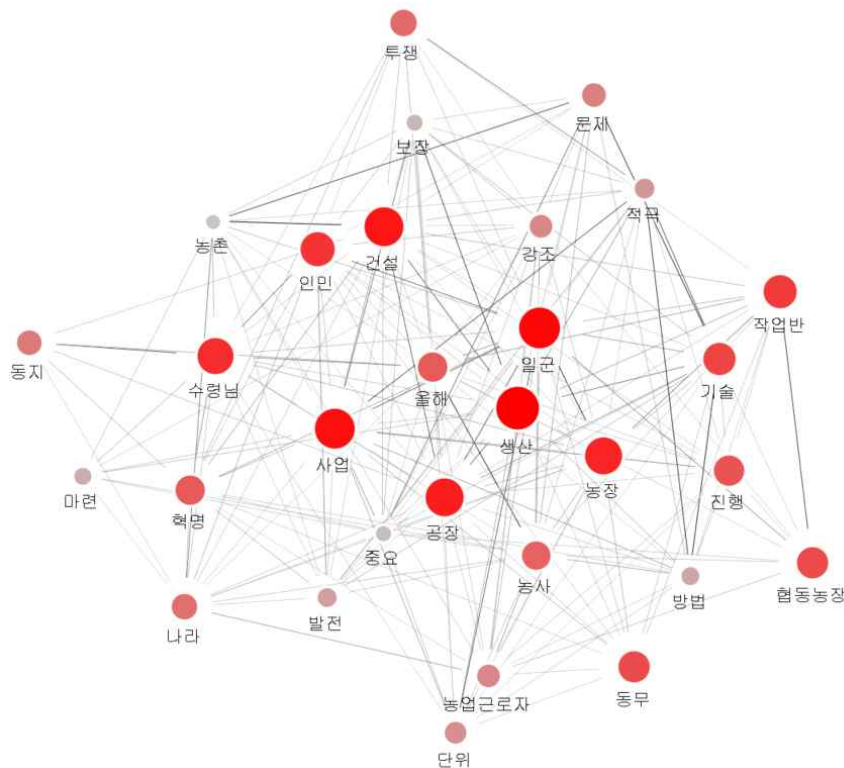 투쟁
문제
보장
적극
농촌
강조
건설
인민
작업반
동지
일군
기술
수령님
올해
생산
사업
농장
진행
마련
혁명
공장
중요
농사
방법
협동농장
발전
나라
동무
농업근로자
단위